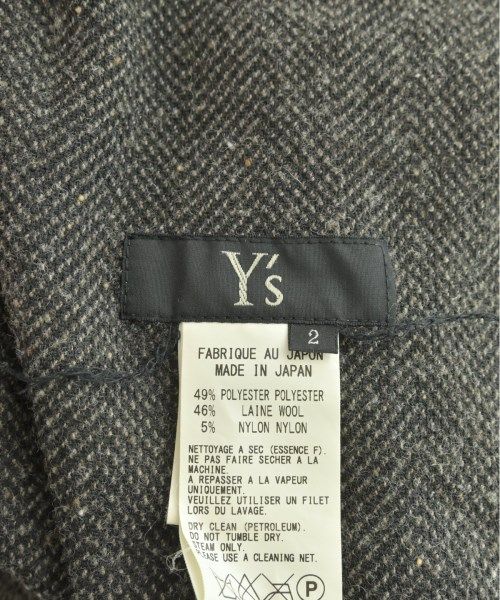 Y's
2
FABRIQUE AU JAPON
MADE IN JAPAN
49% POLYESTER POLYESTER
46% LAINE WOOL
5% NYLON NYLON
NETTOYAGE A SEC (ESSENCE F).
NE PAS FAIRE SECHER A LA
MACHINE.
A REPASSER A LA VAPEUR
UNIQUEMENT.
VEUILLEZ UTILISER UN FILET
LORS DU LAVAGE.
DRY CLEAN (PETROLEUM).
DO NOT TUMBLE DRY.
STEAM ONLY.
PLEASE USE A CLEANING NET.
P